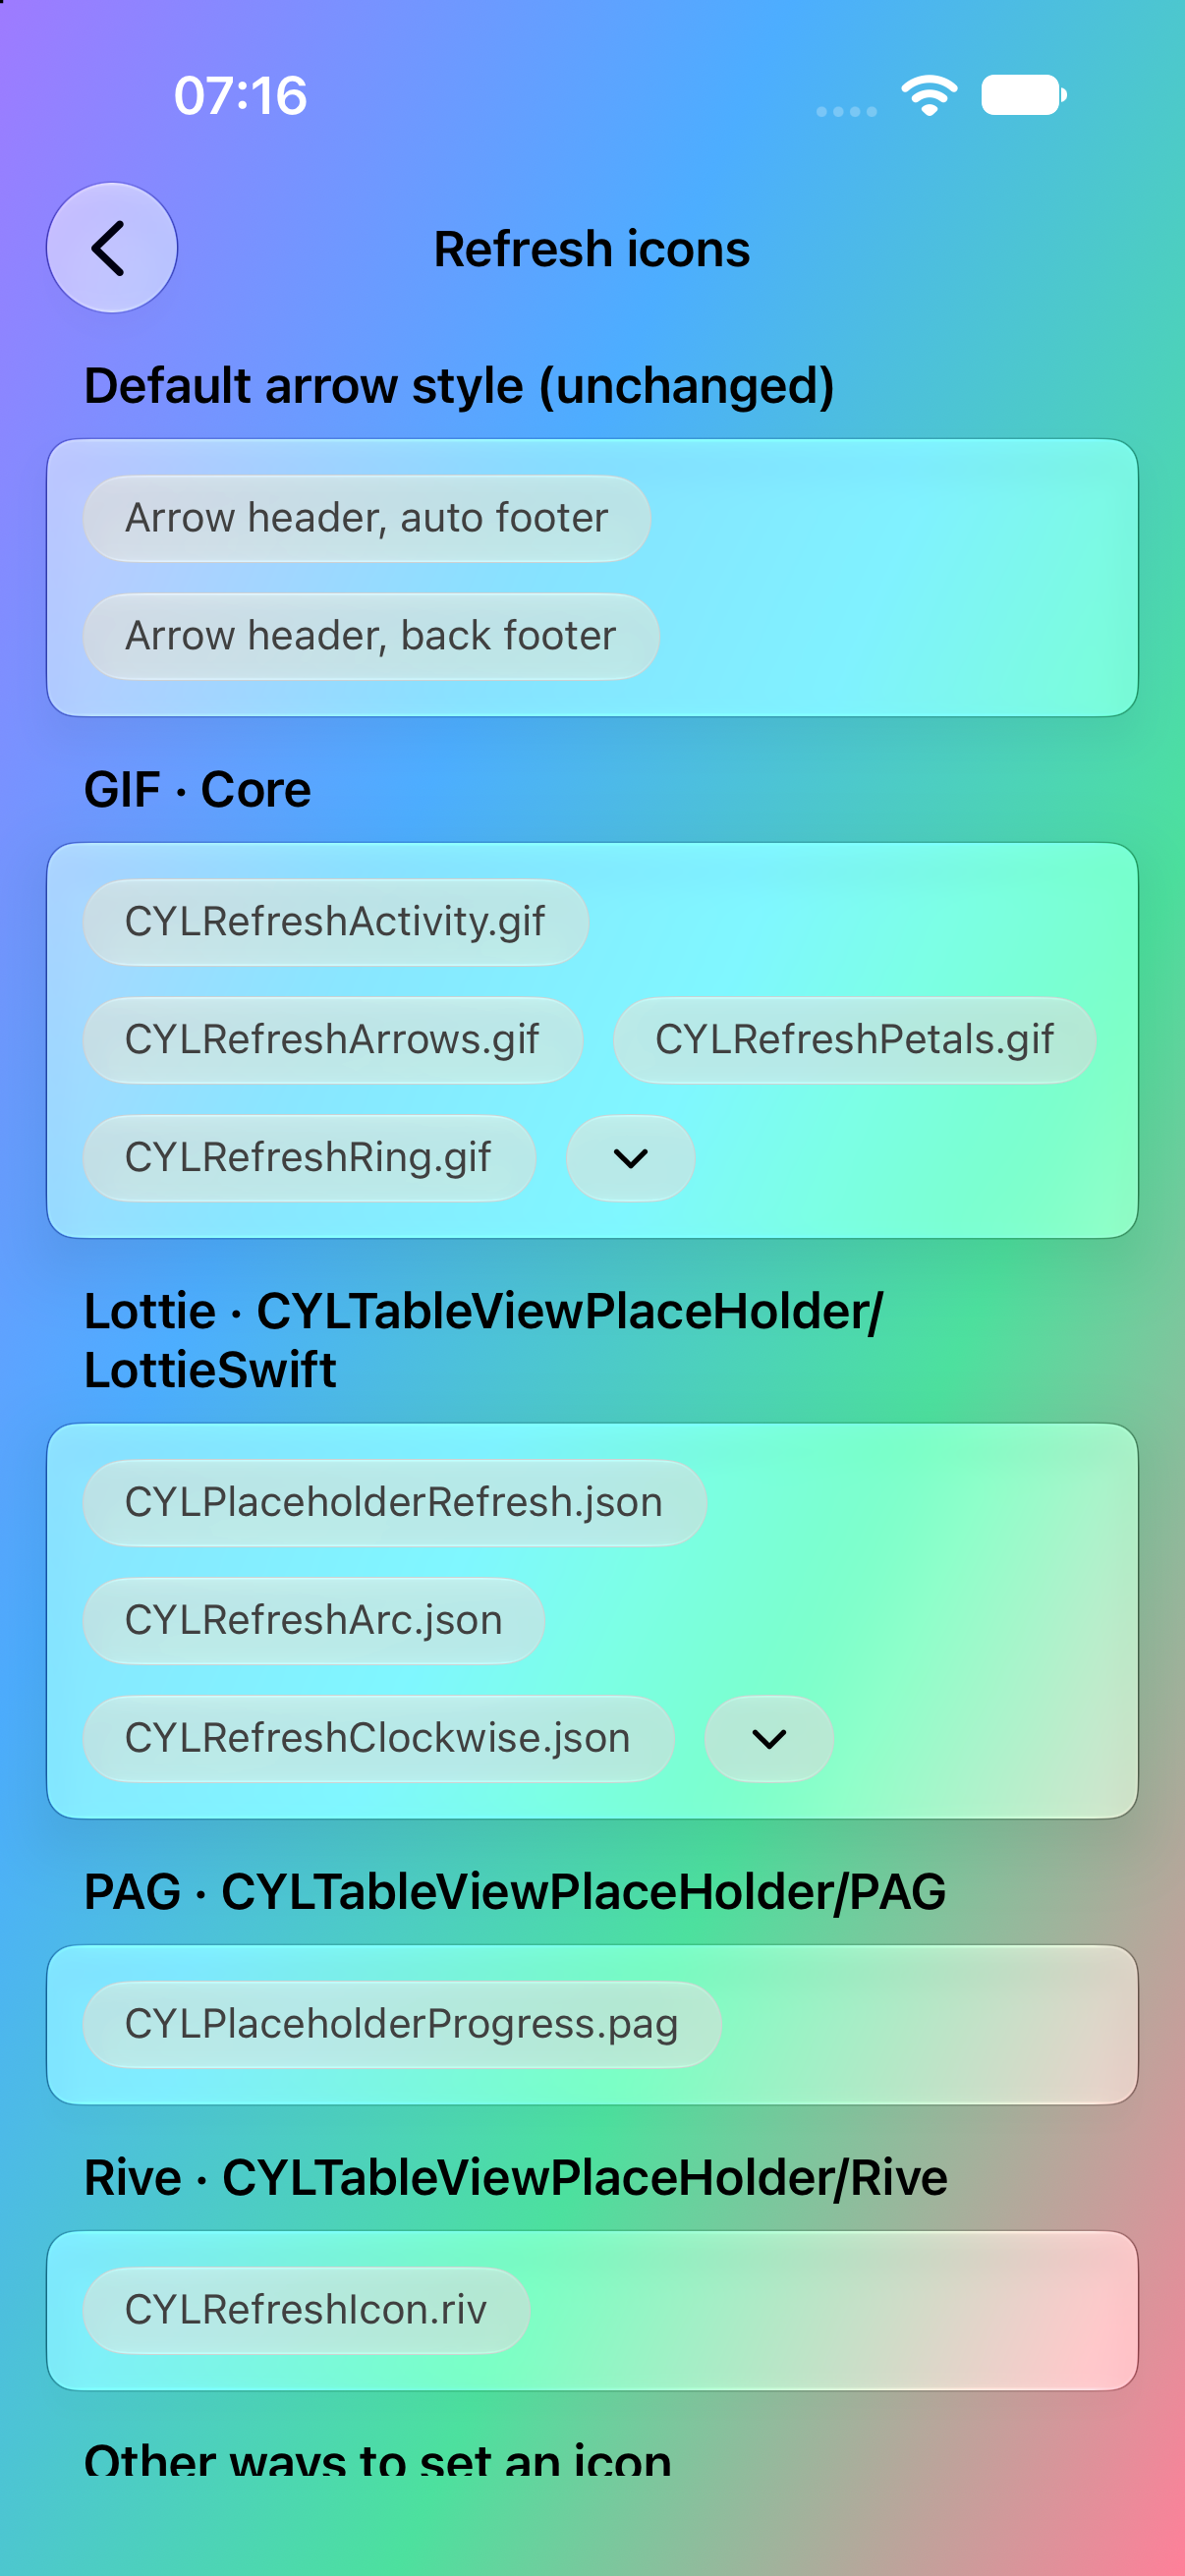 07:16
Refresh icons
Default arrow style (unchanged)
Arrow header, auto footer
Arrow header, back footer
GIF · Core
CYLRefreshActivity.gif
CYLRefreshArrows.gif CYLRefreshPetals.gif
CYLRefreshRing.gif
Lottie · CYLTableViewPlaceHolder/
LottieSwift
CYLPlaceholderRefresh.json
CYLRefreshArc.json
CYLRefreshClockwise.json
PAG · CYLTableViewPlaceHolder/PAG
CYLPlaceholderProgress.pag
Rive · CYLTableViewPlaceHolder/Rive
CYLRefreshIcon.riv
Other ways to set an icon